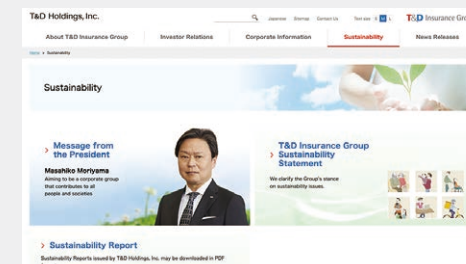 T&D Holdings, Inc.
Japanese Sitemap Contact Us Text size S M L
T&D Insurance Gro
About T&D Insurance Group Investor Relations Corporate Information Sustainability News Releases
Home > Sustainability
Sustainability
> Message from
the President
Masahiko Moriyama
Aiming to be a corporate group
that contributes to all
people and societies
T&D Insurance Group
> Sustainability
Statement
We clarify the Group's stance
on sustainability issues.
> Sustainability Report
Sustainability Reports issued by T&D Holdings, Inc. may be downloaded in PDF